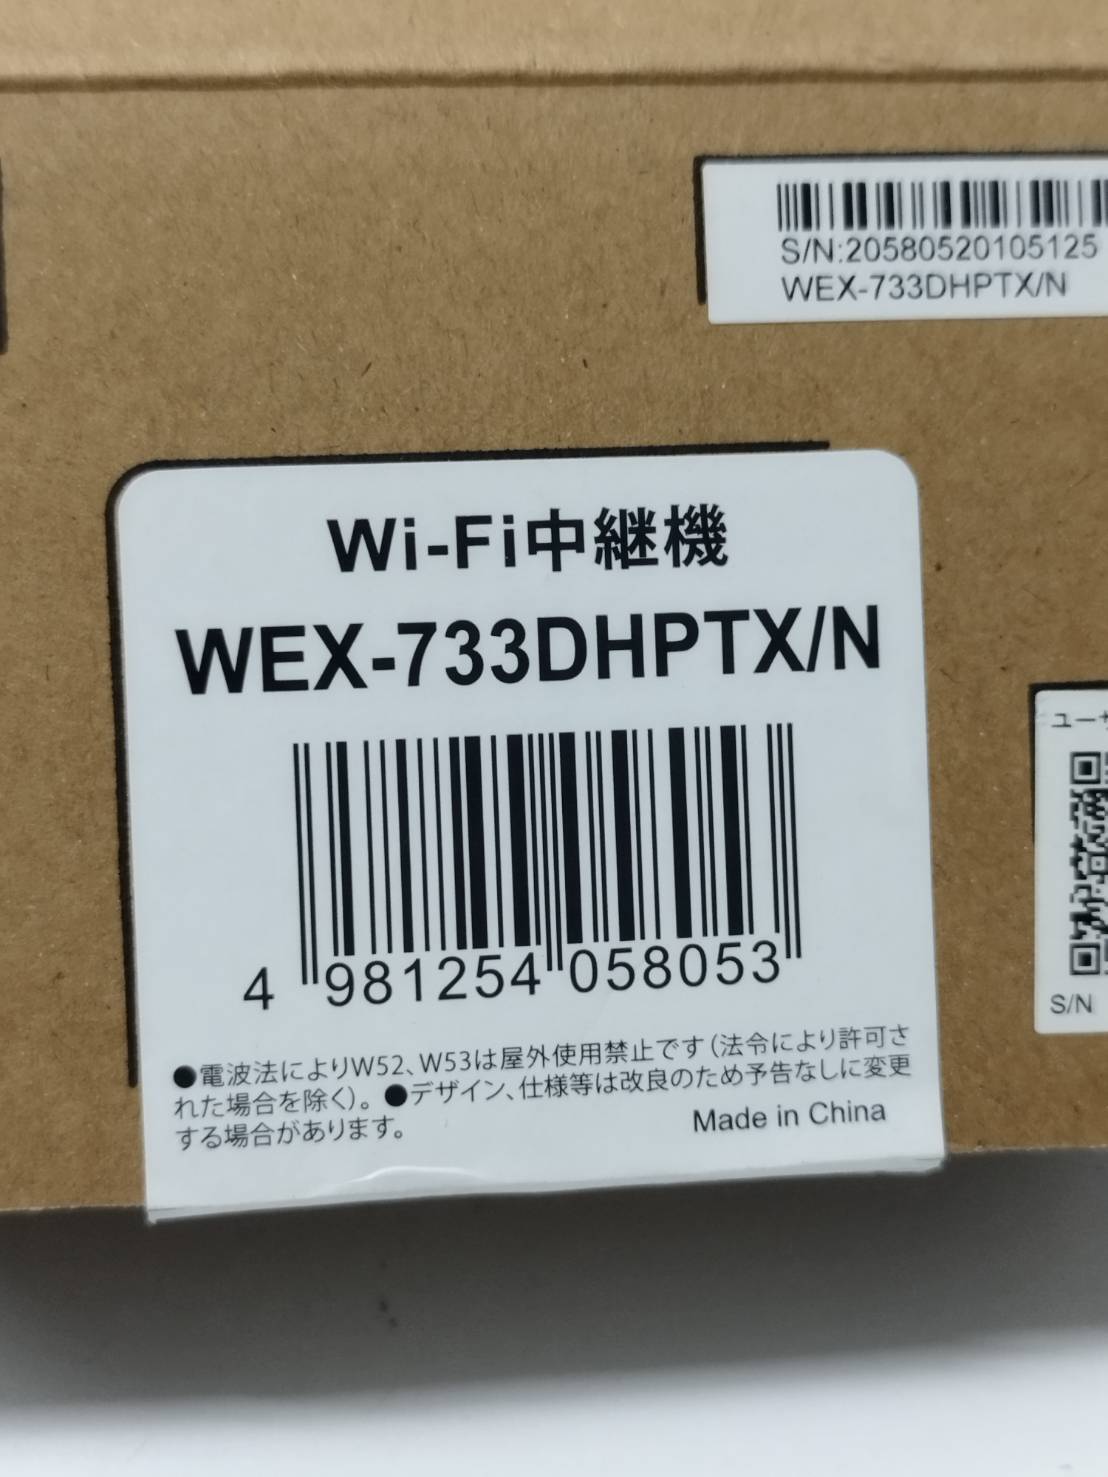 S/N:20580520105125
WEX-733DHPTX/N
Wi-Fi中継機
WEX-733DHPTX/N
4 981254 058053
●電波法によりW52、W53は屋外使用禁止です（法令により許可さ
れた場合を除く）。●デザイン、仕様等は改良のため予告なしに変更
する場合があります。
Made in China
ユーザ
S/N